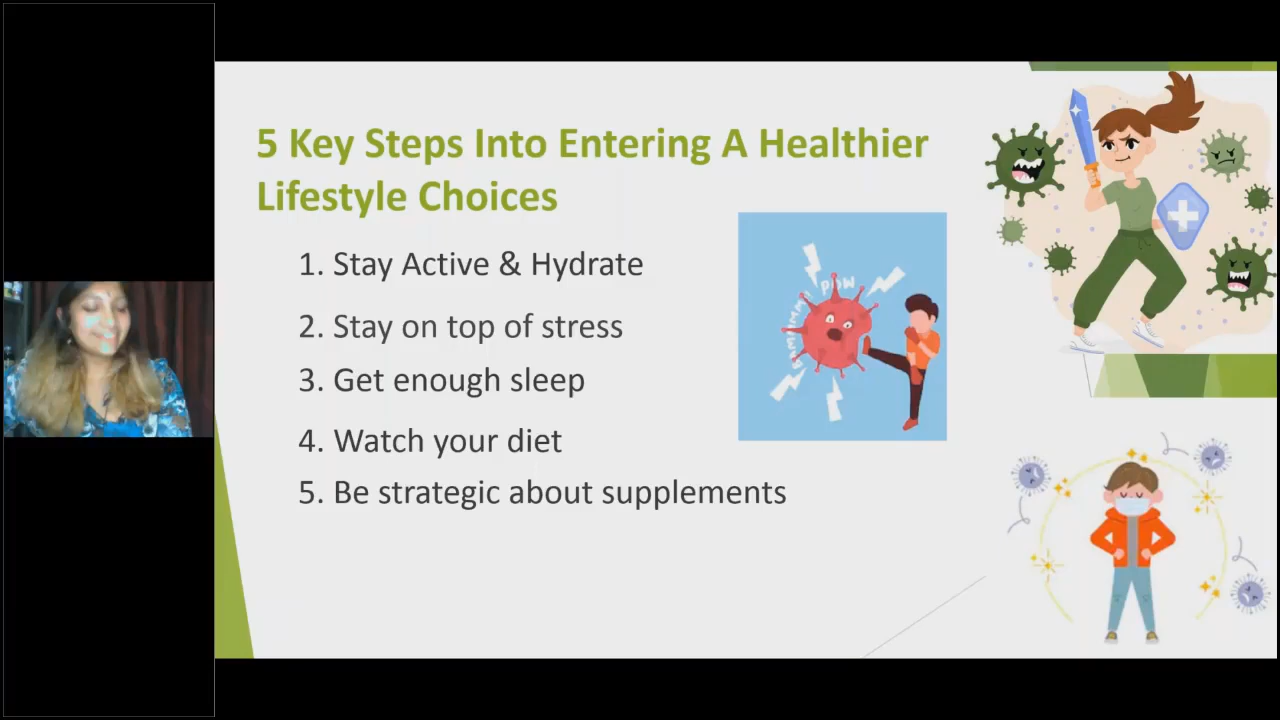 5 Key Steps Into Entering A Healthier
Lifestyle Choices
1. Stay Active & Hydrate
2. Stay on top of stress
3. Get enough sleep
4. Watch your diet
5. Be strategic about supplements
POW